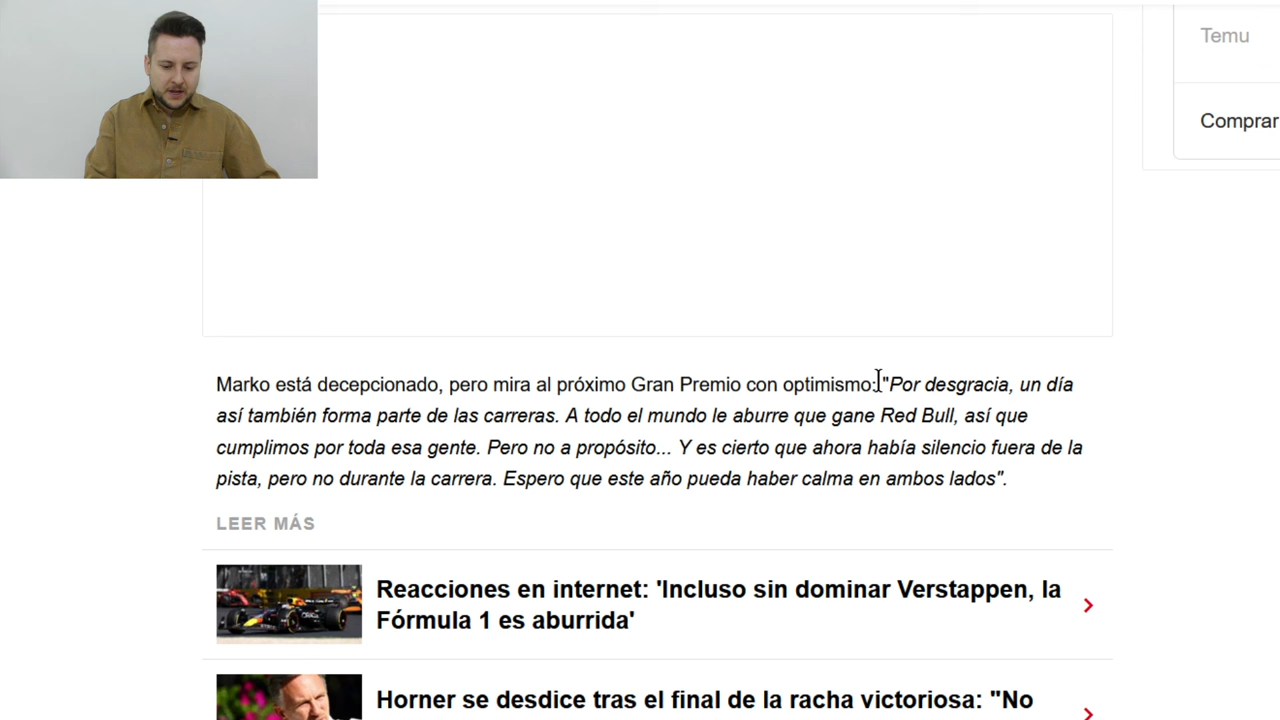 Temu
Comprar
Marko está decepcionado, pero mira al próximo Gran Premio con optimismo: "Por desgracia, un día
así también forma parte de las carreras. A todo el mundo le aburre que gane Red Bull, así que
cumplimos por toda esa gente. Pero no a propósito... Y es cierto que ahora había silencio fuera de la
pista, pero no durante la carrera. Espero que este año pueda haber calma en ambos lados".
LEER MÁS
Reacciones en internet: 'Incluso sin dominar Verstappen, la
Fórmula 1 es aburrida'
Horner se desdice tras el final de la racha victoriosa: "No